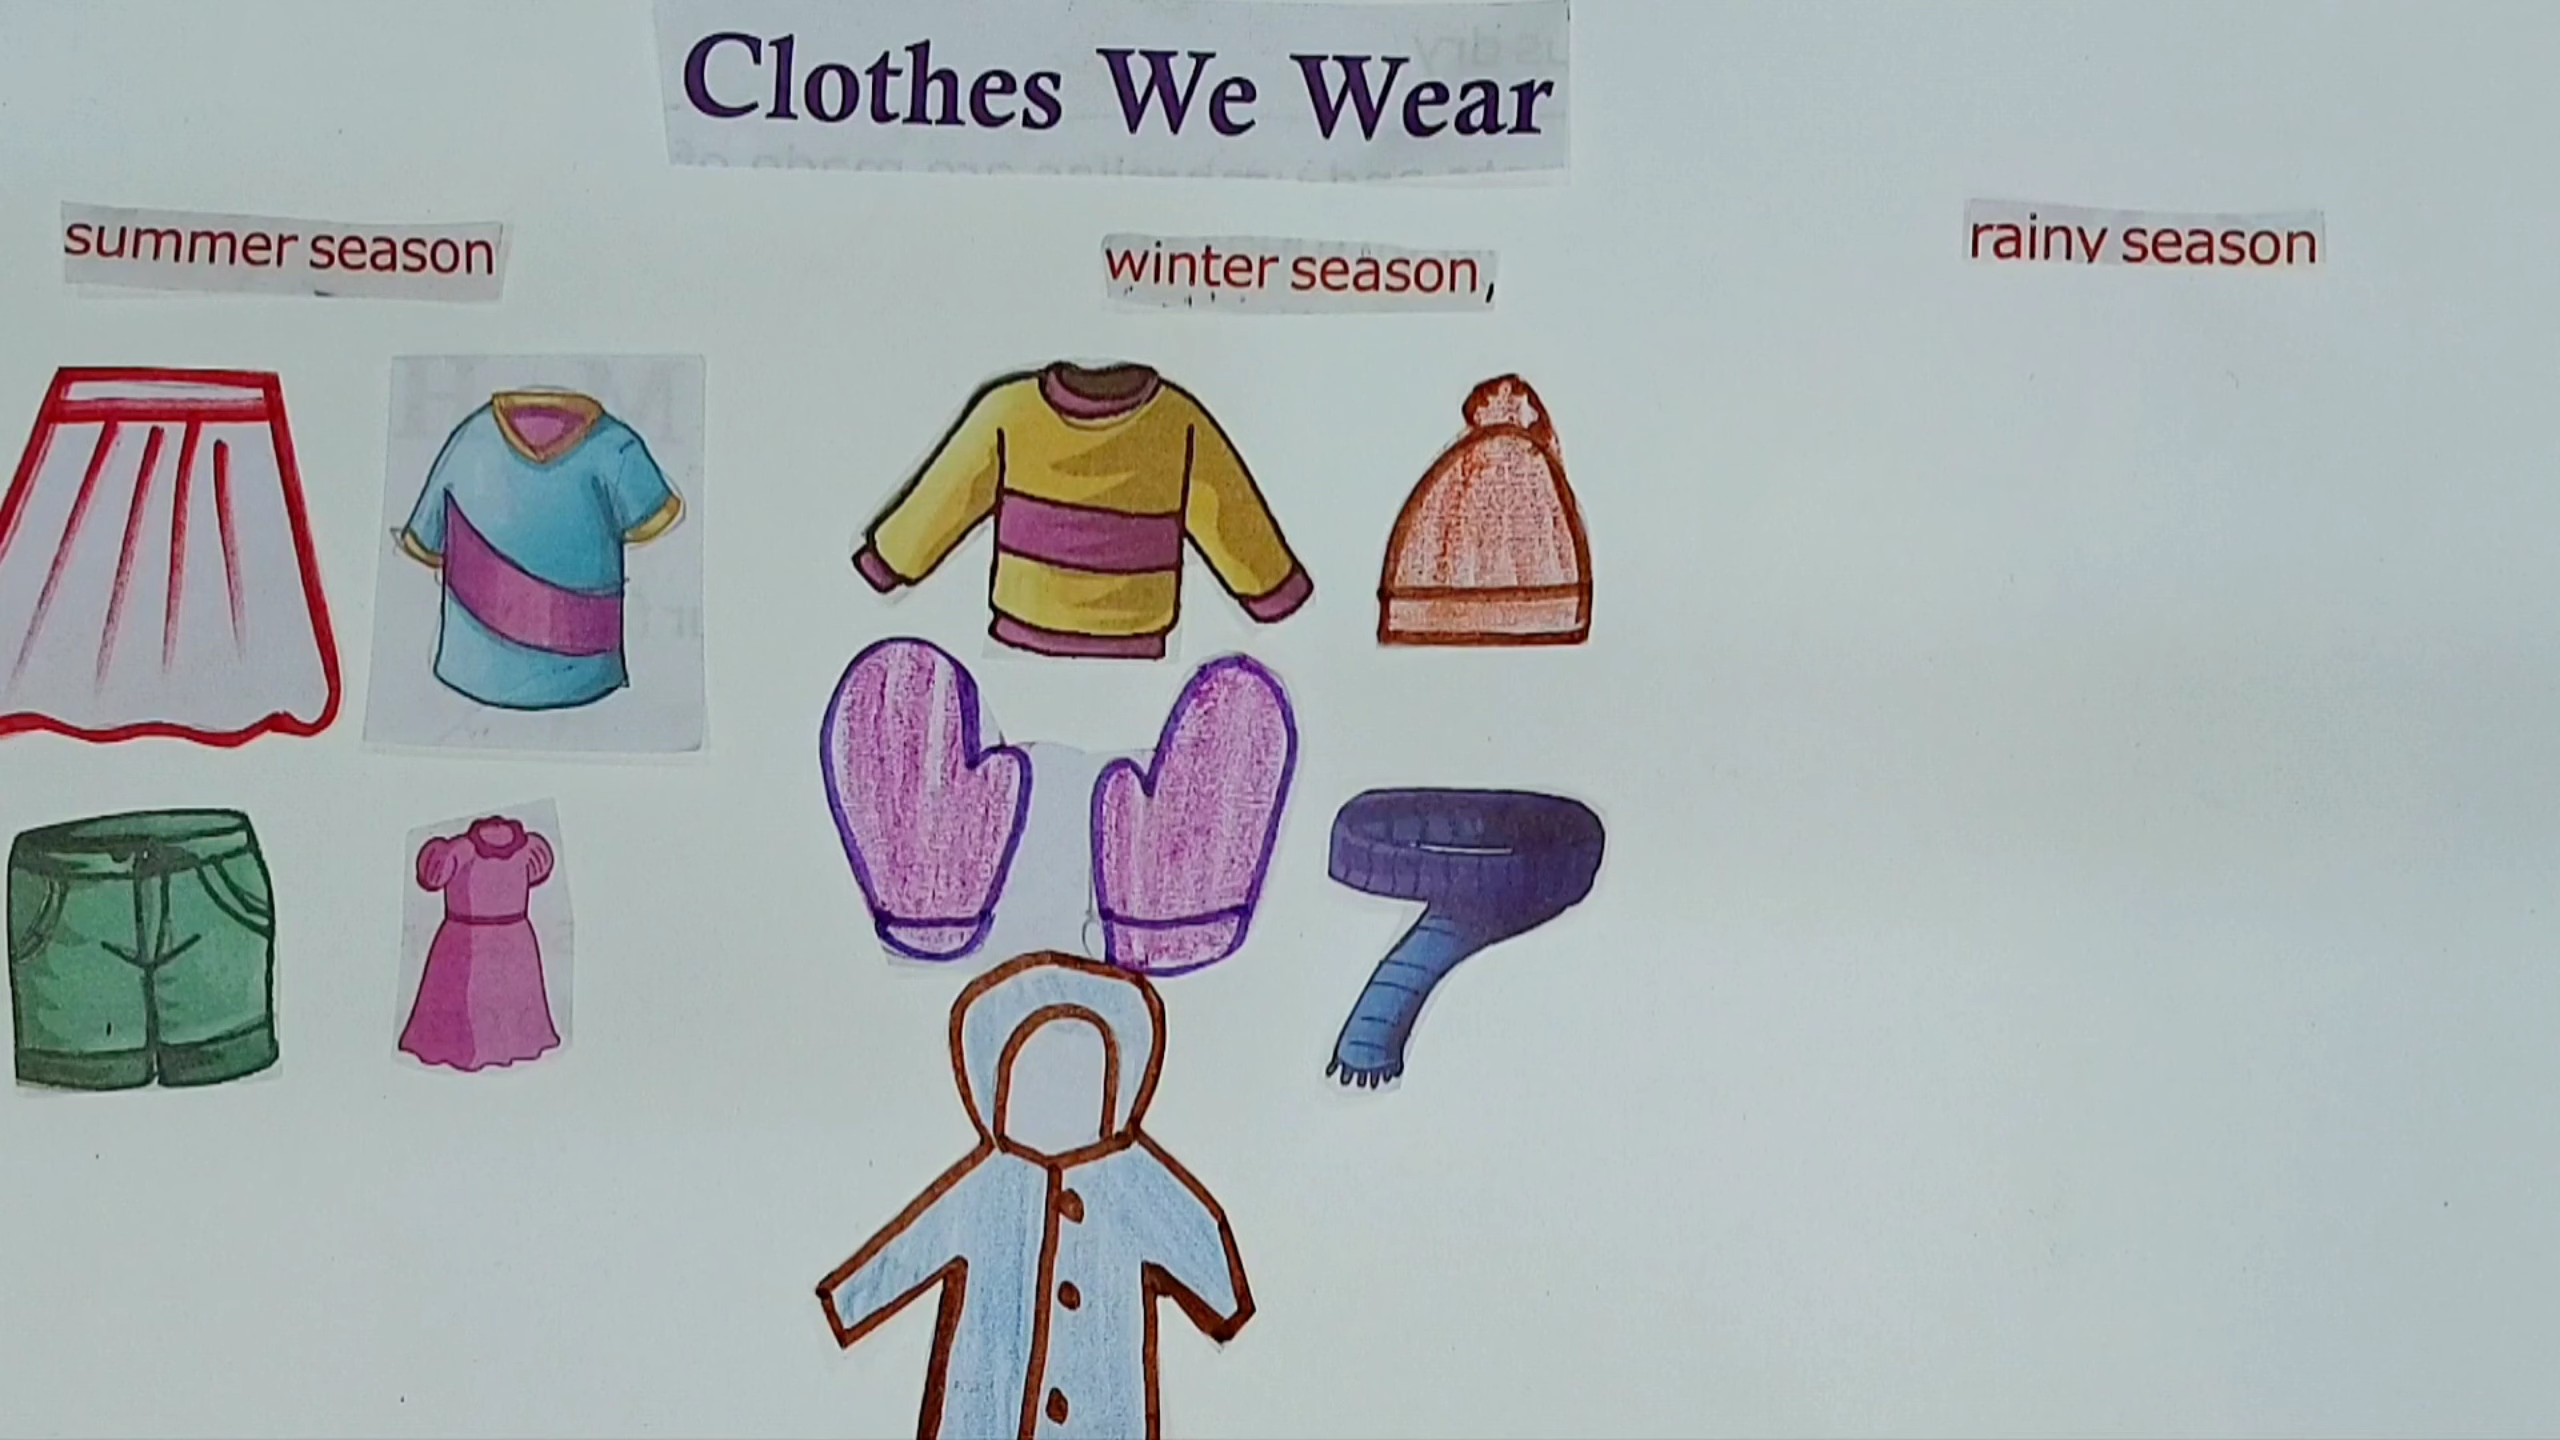 Clothes We Wear
summer season
winter season,
rainy season